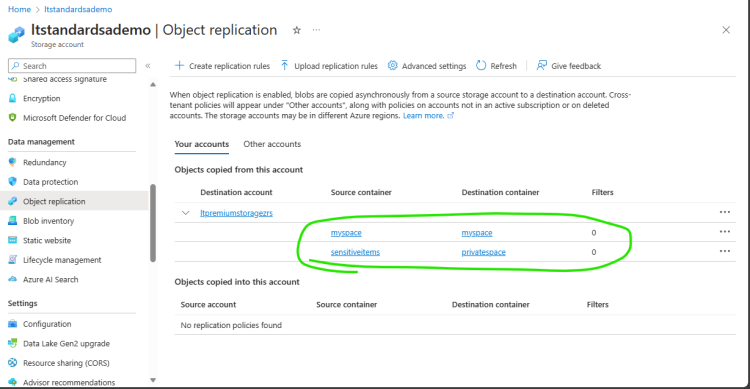 Home > ltstandardsademo
ltstandardsademo | Object replication
Storage account
Search
Create replication rules Upload replication rules Advanced settings Refresh Give feedback
Shared access signature
Encryption
Microsoft Defender for Cloud
Data management
Redundancy
Data protection
Object replication
Blob inventory
Static website
Lifecycle management
Azure AI Search
Settings
Configuration
Data Lake Gen2 upgrade
Resource sharing (CORS)
Advisor recommendations
When object replication is enabled, blobs are copied asynchronously from a source storage account to a destination account. Cross-
tenant policies will appear under "Other accounts", along with policies on accounts not in an active subscription or on deleted
accounts. The storage accounts may be in different Azure regions. Learn more.
Your accounts Other accounts
Objects copied from this account
Destination account Source container Destination container Filters
ltpremiumstoragezrs
myspace myspace 0
sensitiveitems privatespace 0
Objects copied into this account
Source account Source container Destination container Filters
No replication policies found